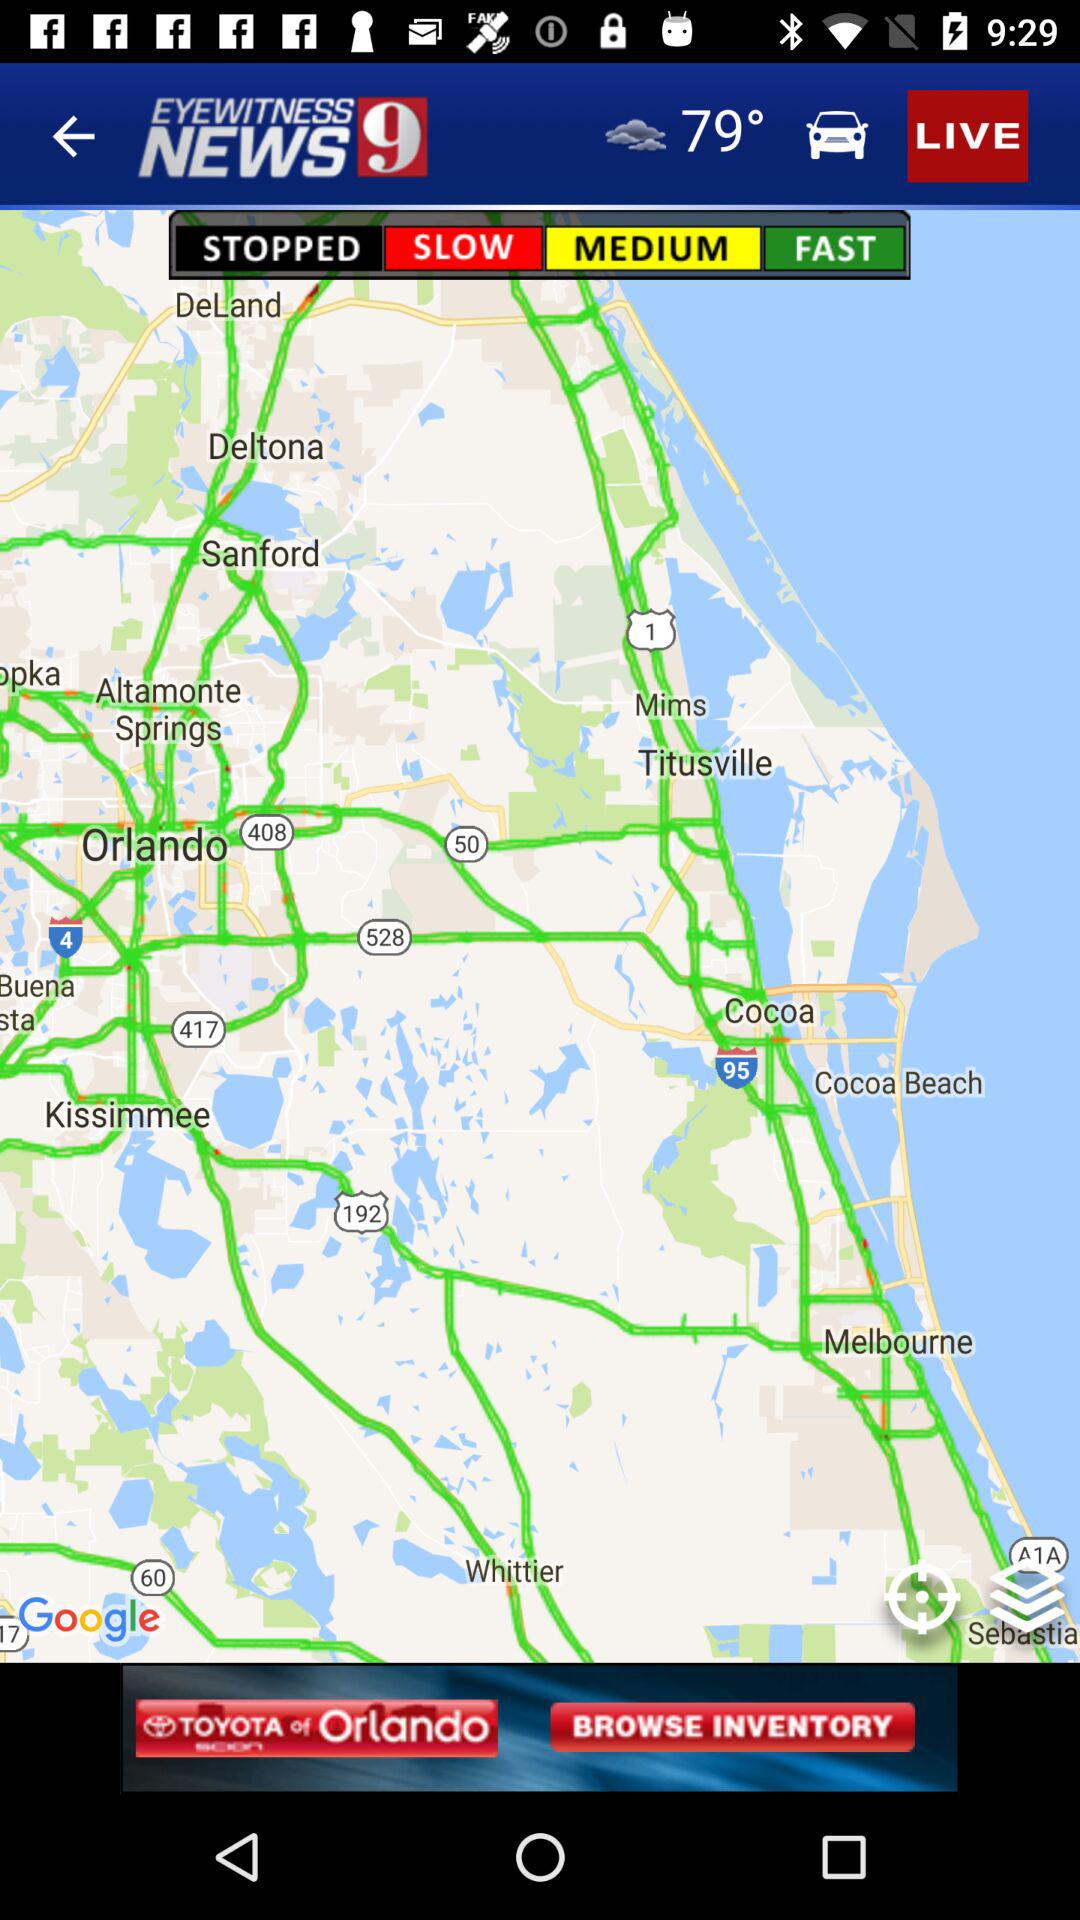 FAKE
9:29
EYEWITNESS
NEWS 9
79°
LIVE
STOPPED SLOW MEDIUM FAST
DeLand
Deltona
Sanford
1
opka
Altamonte
Springs
Mims
Titusville
Orlando
408
50
4
528
Buena
sta
417
Cocoa
95
Cocoa Beach
Kissimmee
192
Melbourne
Whittier
A1A
60
Google
17
Sebastia
TOYOTA of Orlando
SCION
BROWSE INVENTORY